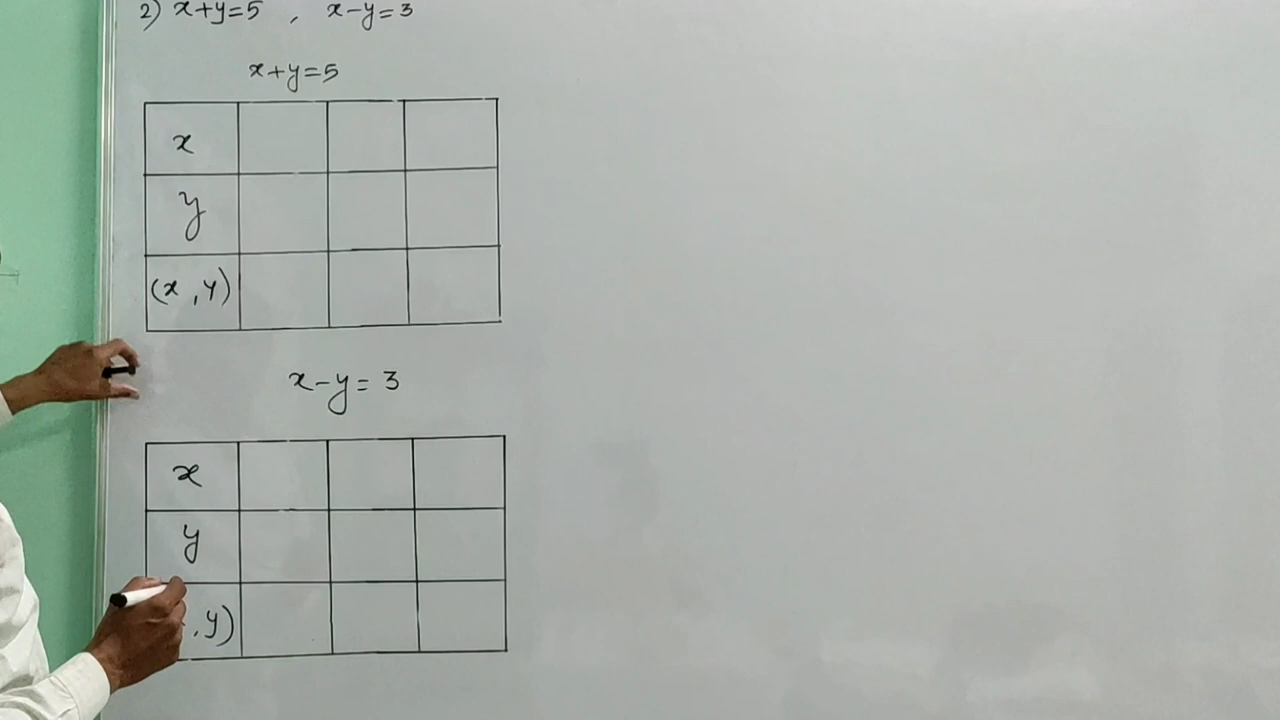 2) x+y=5 , x-y=3
x+y=5
x
y
(x,y)
x-y=3
x
y
,y)